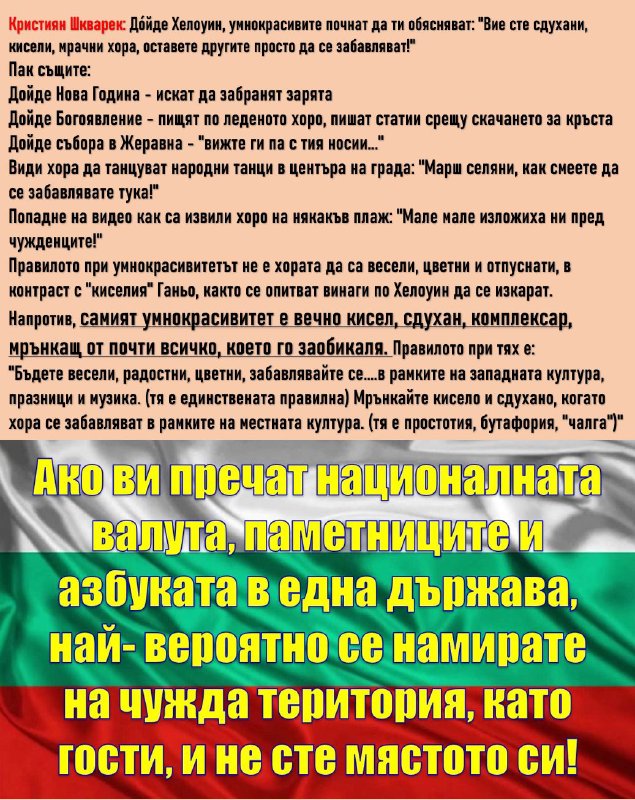 Кристиян Шкварек: До́йде Хелоуин, умнокрасивите почнат да ти обясняват: "Вие сте сдухани,
кисели, мрачни хора, оставете другите просто да се забавляват!"
Пак същите:
Дойде Нова Година - искат да забранят зарята
Дойде Богоявление - пищят по леденото хоро, пишат статии срещу скачането за кръста
Дойде събора в Жеравна - "вижте ги па с тия носии..."
Види хора да танцуват народни танци в центъра на града: "Марш селяни, как смеете да
се забавлявате тука!"
Попадне на видео как са извили хоро на някакъв плаж: "Мале мале изложиха ни пред
чужденците!"
Правилото при умнокрасивитетът не е хората да са весели, цветни и отпуснати, в
контраст с "киселия" Ганьо, както се опитват винаги по Хелоуин да се изкарат.
Напротив, самият умнокрасивитет е вечно кисел, сдухан, комплексар,
мрънкащ от почти всичко, което го заобикаля. Правилото при тях е:
"Бъдете весели, радостни, цветни, забавлявайте се....в рамките на западната култура,
празници и музика. (тя е единствената правилна) Мрънкайте кисело и сдухано, когато
хора се забавляват в рамките на местната култура. (тя е простотия, бутафория, "чалга")"
Ако ви пречат националната
валута, паметниците и
азбуката в една държава,
най- вероятно се намирате
на чужда територия, като
гости, и не сте мястото си!